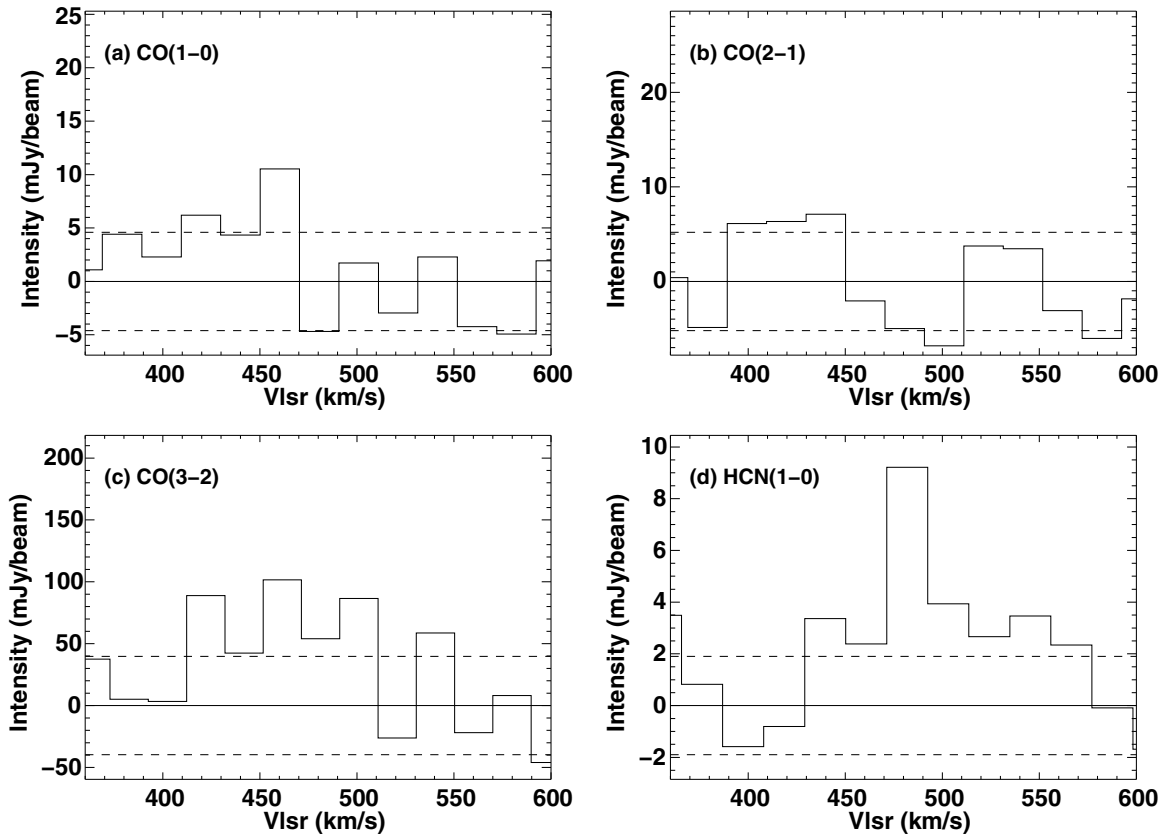 (a) CO(1−0)
Intensity (mJy/beam)
25
20
15
10
5
0
−5
400 450 500 550 600
Vlsr (km/s)
(b) CO(2−1)
Intensity (mJy/beam)
20
10
0
400 450 500 550 600
Vlsr (km/s)
(c) CO(3−2)
Intensity (mJy/beam)
200
150
100
50
0
−50
400 450 500 550 600
Vlsr (km/s)
(d) HCN(1−0)
Intensity (mJy/beam)
10
8
6
4
2
0
−2
400 450 500 550 600
Vlsr (km/s)